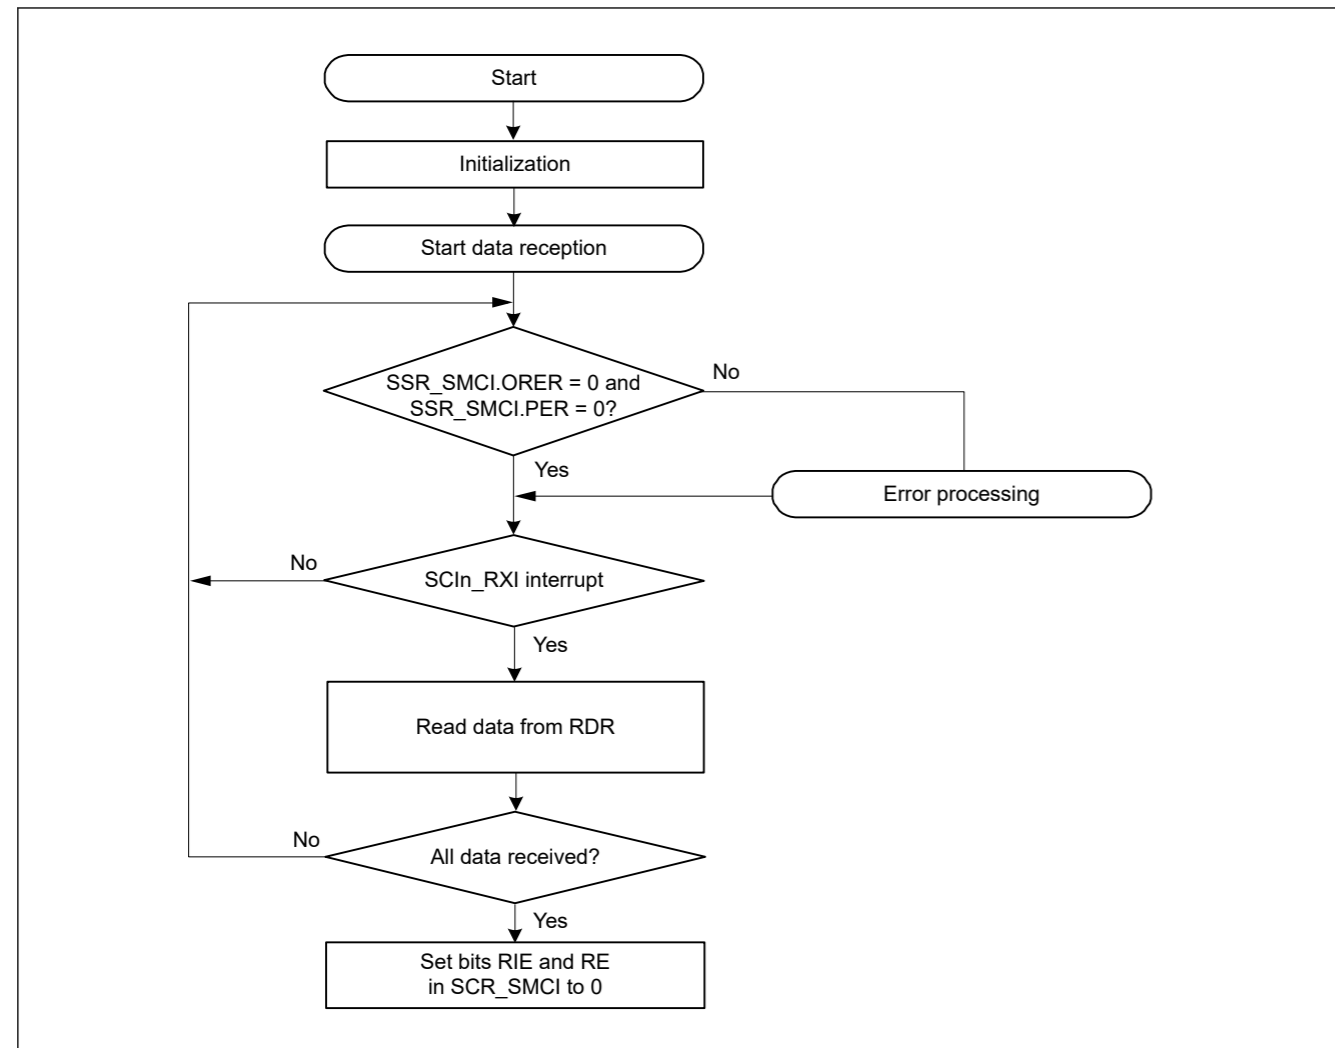 Start
Initialization
Start data reception
SSR_SMCI.ORER = 0 and
SSR_SMCI.PER = 0?
No
Yes
Error processing
No
SCIn_RXI interrupt
Yes
Read data from RDR
No
All data received?
Yes
Set bits RIE and RE
in SCR_SMCI to 0